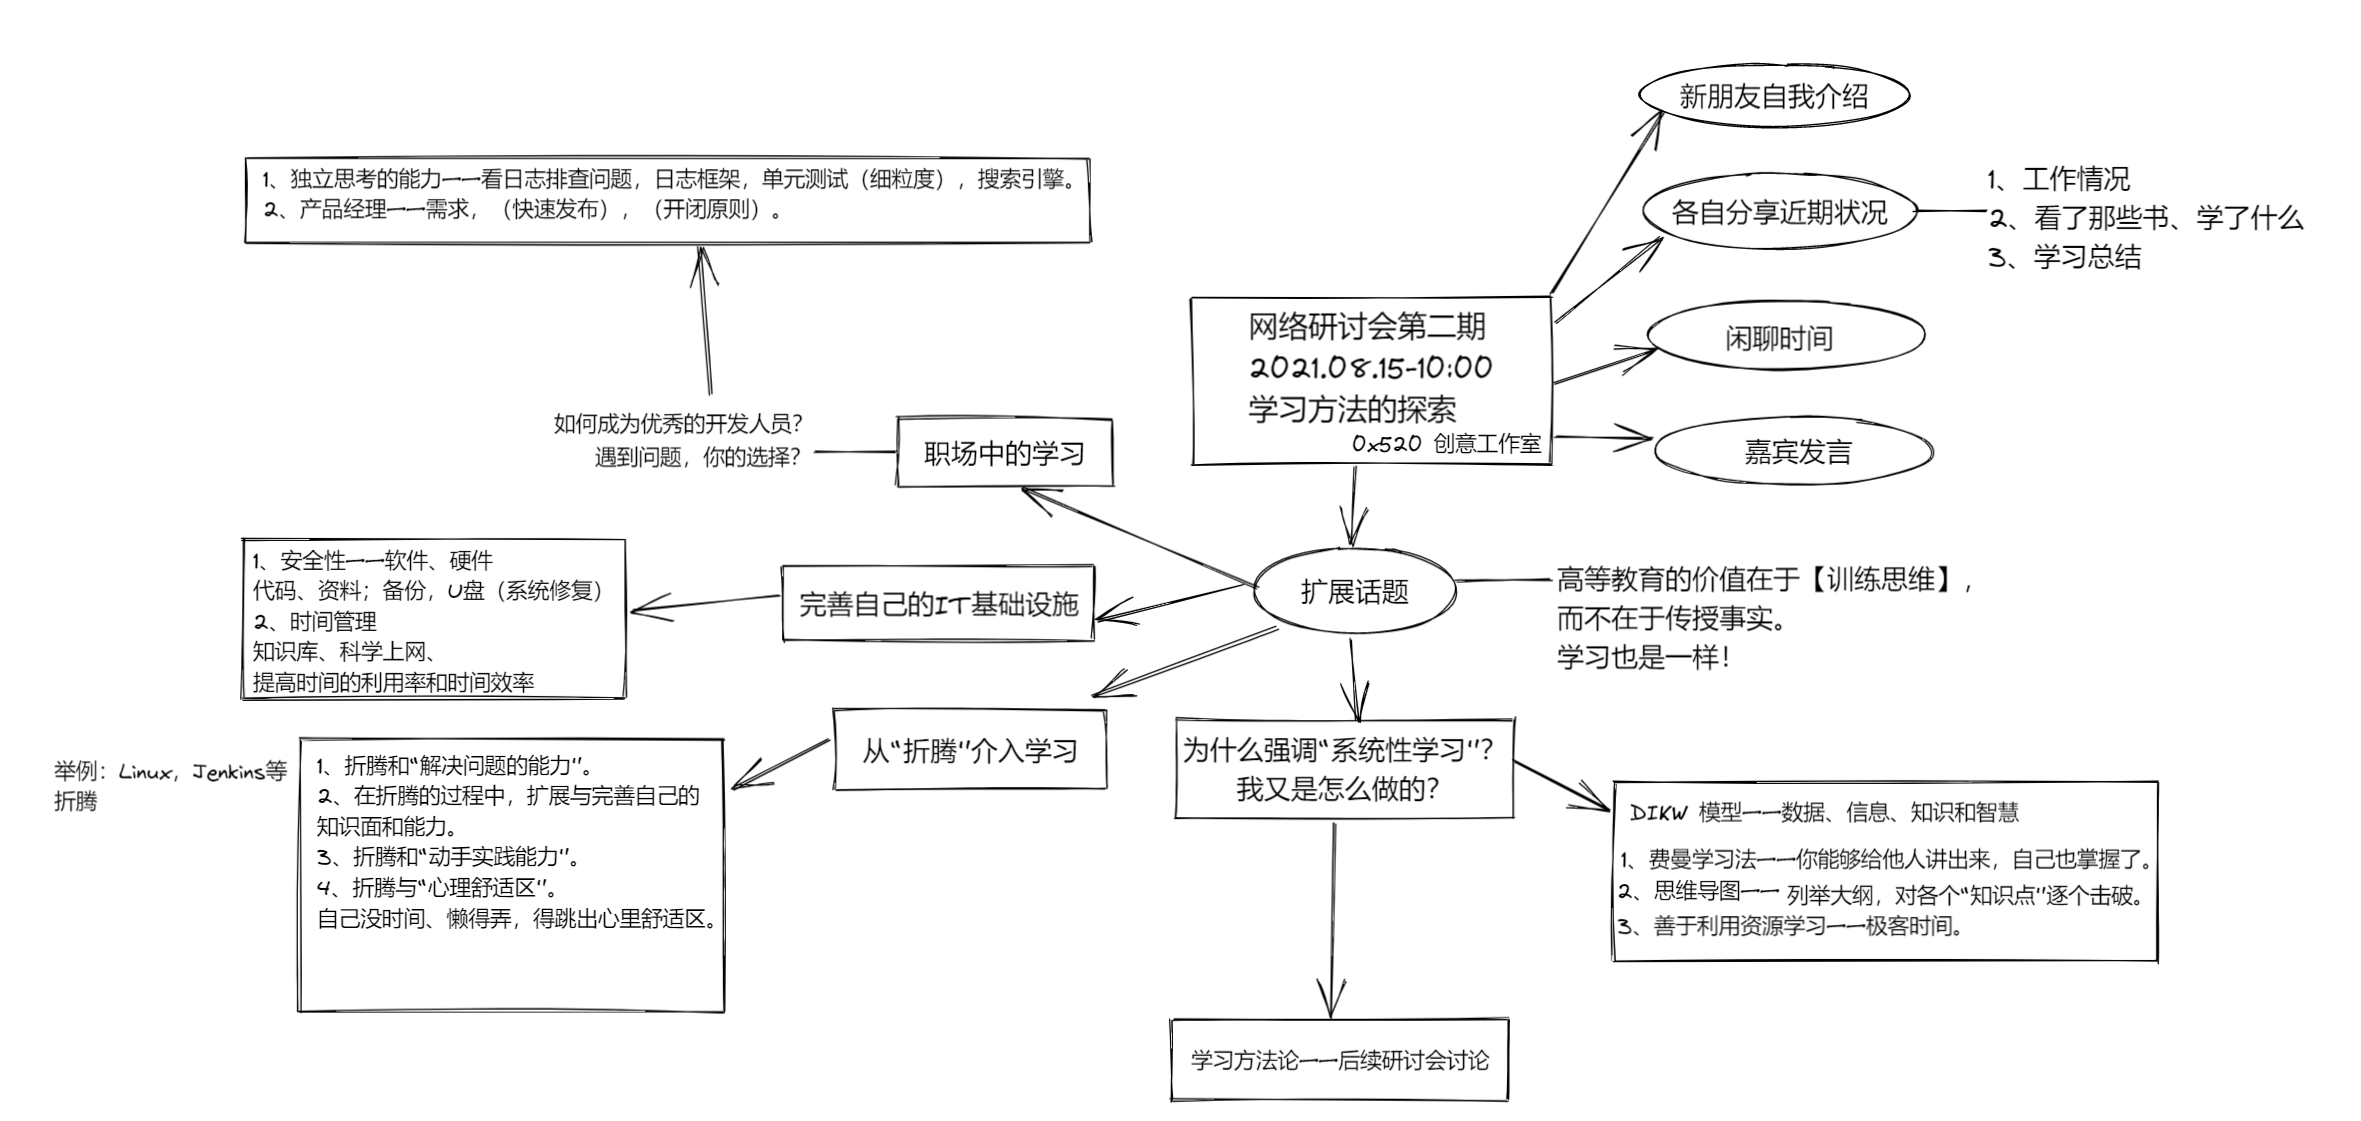 新朋友自我介绍
各自分享近期状况
1、工作情况
2、看了那些书、学了什么
3、学习总结
闲聊时间
嘉宾发言
网络研讨会第二期
2021.08.15-10:00
学习方法的探索
0x520 创意工作室
1、独立思考的能力——看日志排查问题，日志框架，单元测试（细粒度），搜索引擎。
2、产品经理——需求，（快速发布），（开闭原则）。
如何成为优秀的开发人员？
遇到问题，你的选择？
职场中的学习
扩展话题
高等教育的价值在于【训练思维】，
而不在于传授事实。
学习也是一样！
完善自己的IT基础设施
1、安全性——软件、硬件
代码、资料；备份，U盘（系统修复）
2、时间管理
知识库、科学上网、
提高时间的利用率和时间效率
从“折腾”介入学习
1、折腾和“解决问题的能力”。
2、在折腾的过程中，扩展与完善自己的
知识面和能力。
3、折腾和“动手实践能力”。
4、折腾与“心理舒适区”。
自己没时间、懒得弄，得跳出心里舒适区。
举例：Linux，Jenkins等
折腾
为什么强调“系统性学习”？
我又是怎么做的？
DIKW 模型——数据、信息、知识和智慧
1、费曼学习法——你能够给他人讲出来，自己也掌握了。
2、思维导图—— 列举大纲，对各个“知识点”逐个击破。
3、善于利用资源学习——极客时间。
学习方法论——后续研讨会讨论